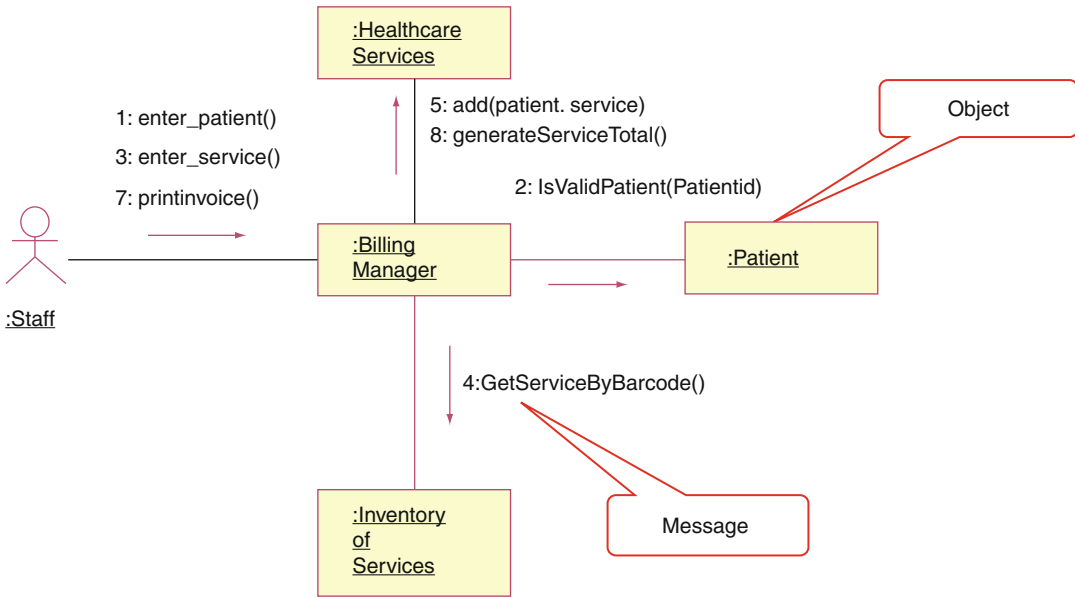 :Healthcare
Services
1: enter_patient()
3: enter_service()
7: printinvoice()
5: add(patient. service)
8: generateServiceTotal()
Object
2: IsValidPatient(Patientid)
:Staff
:Billing
Manager
:Patient
4:GetServiceByBarcode()
Message
:Inventory
of
Services